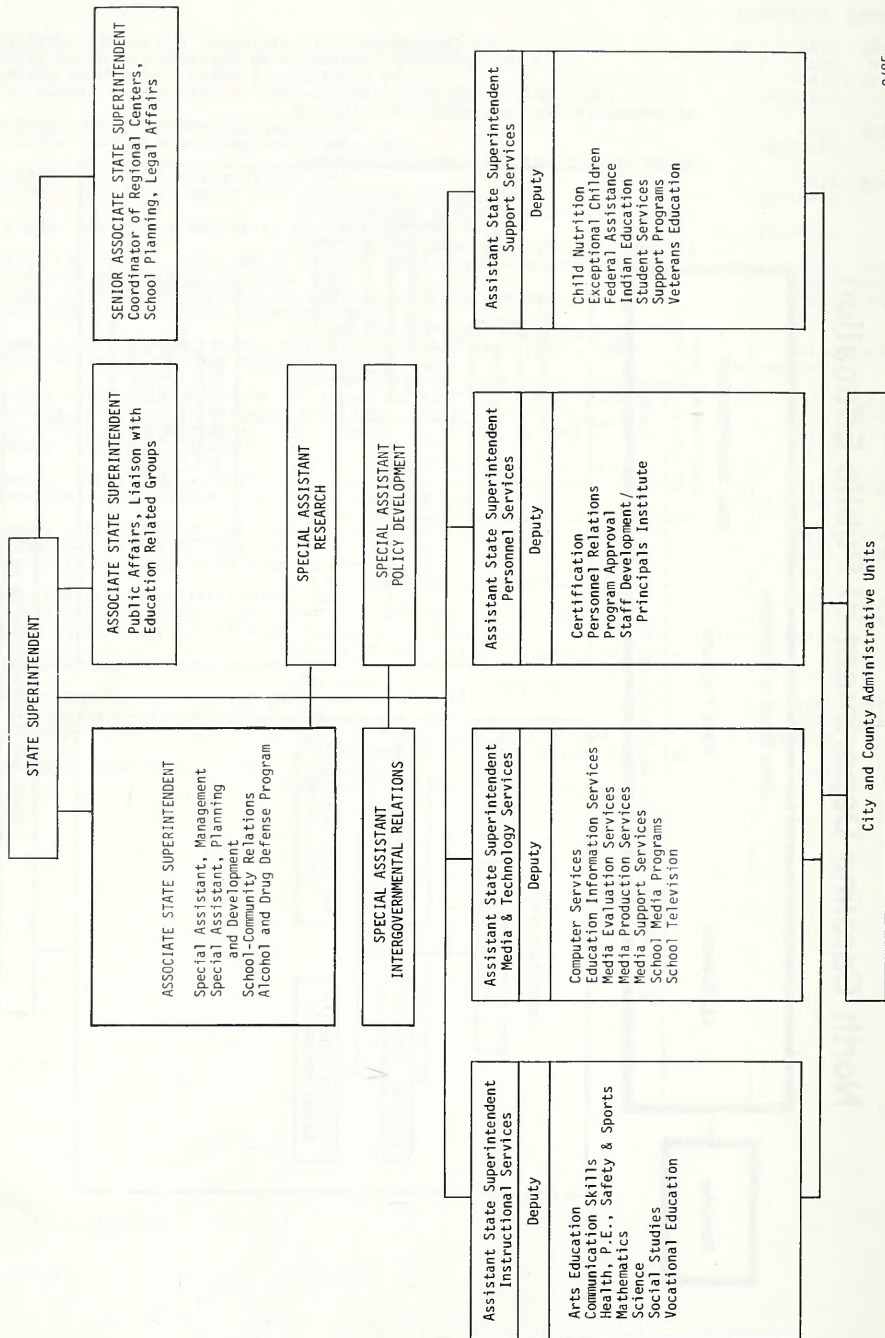 STATE SUPERINTENDENT
ASSOCIATE STATE SUPERINTENDENT
Special Assistant, Management
Special Assistant, Planning
and Development
School-Community Relations
Alcohol and Drug Defense Program
ASSOCIATE STATE SUPERINTENDENT
Public Affairs, Liaison with
Education Related Groups
SENIOR ASSOCIATE STATE SUPERINTENDENT
Coordinator of Regional Centers,
School Planning, Legal Affairs
SPECIAL ASSISTANT
RESEARCH
SPECIAL ASSISTANT
INTERGOVERNMENTAL RELATIONS
SPECIAL ASSISTANT
POLICY DEVELOPMENT
Assistant State Superintendent
Instructional Services
Deputy
Arts Education
Communication Skills
Health, P.E., Safety & Sports
Mathematics
Science
Social Studies
Vocational Education
Assistant State Superintendent
Media & Technology Services
Deputy
Computer Services
Education Information Services
Media Evaluation Services
Media Production Services
Media Support Services
School Media Programs
School Television
Assistant State Superintendent
Personnel Services
Deputy
Certification
Personnel Relations
Program Approval
Staff Development/
Principals Institute
Assistant State Superintendent
Support Services
Deputy
Child Nutrition
Exceptional Children
Federal Assistance
Indian Education
Student Services
Support Programs
Veterans Education
City and County Administrative Units
North Carolina